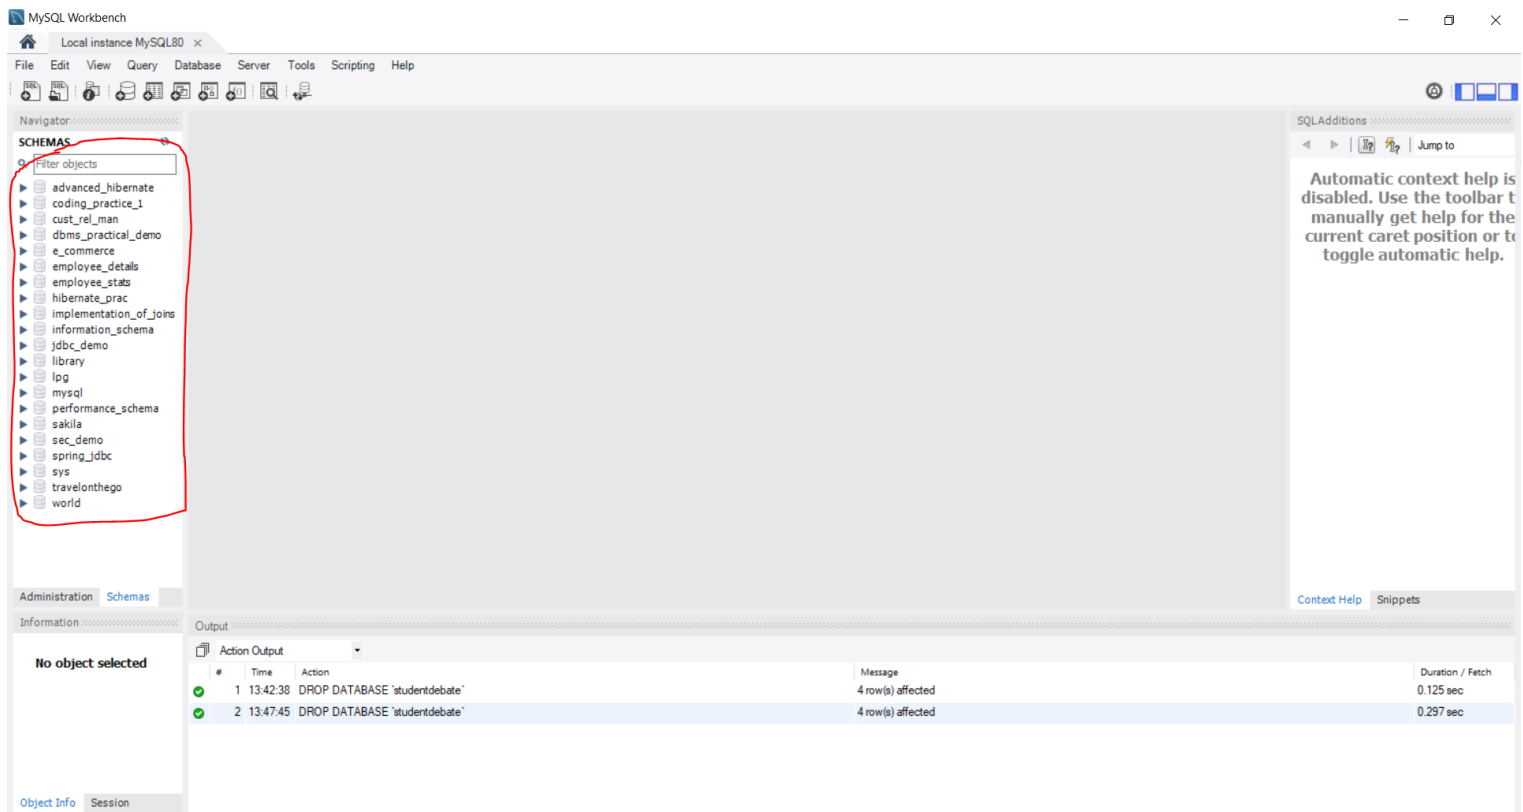 MySQL Workbench
Local instance MySQL80
File Edit View Query Database Server Tools Scripting Help
Navigator
SCHEMAS
Filter objects
advanced_hibernate
coding_practice_1
cust_rel_man
dbms_practical_demo
e_commerce
employee_details
employee_stats
hibernate_prac
implementation_of_joins
information_schema
jdbc_demo
library
lpg
mysql
performance_schema
sakila
sec_demo
spring_jdbc
sys
travelonthego
world
Administration Schemas
Information
No object selected
Object Info Session
SQLAdditions
Jump to
Automatic context help is
disabled. Use the toolbar t
manually get help for the
current caret position or to
toggle automatic help.
Context Help Snippets
Output
Action Output
# Time Action Message Duration / Fetch
1 13:42:38 DROP DATABASE `studentdebate` 4 row(s) affected 0.125 sec
2 13:47:45 DROP DATABASE `studentdebate` 4 row(s) affected 0.297 sec